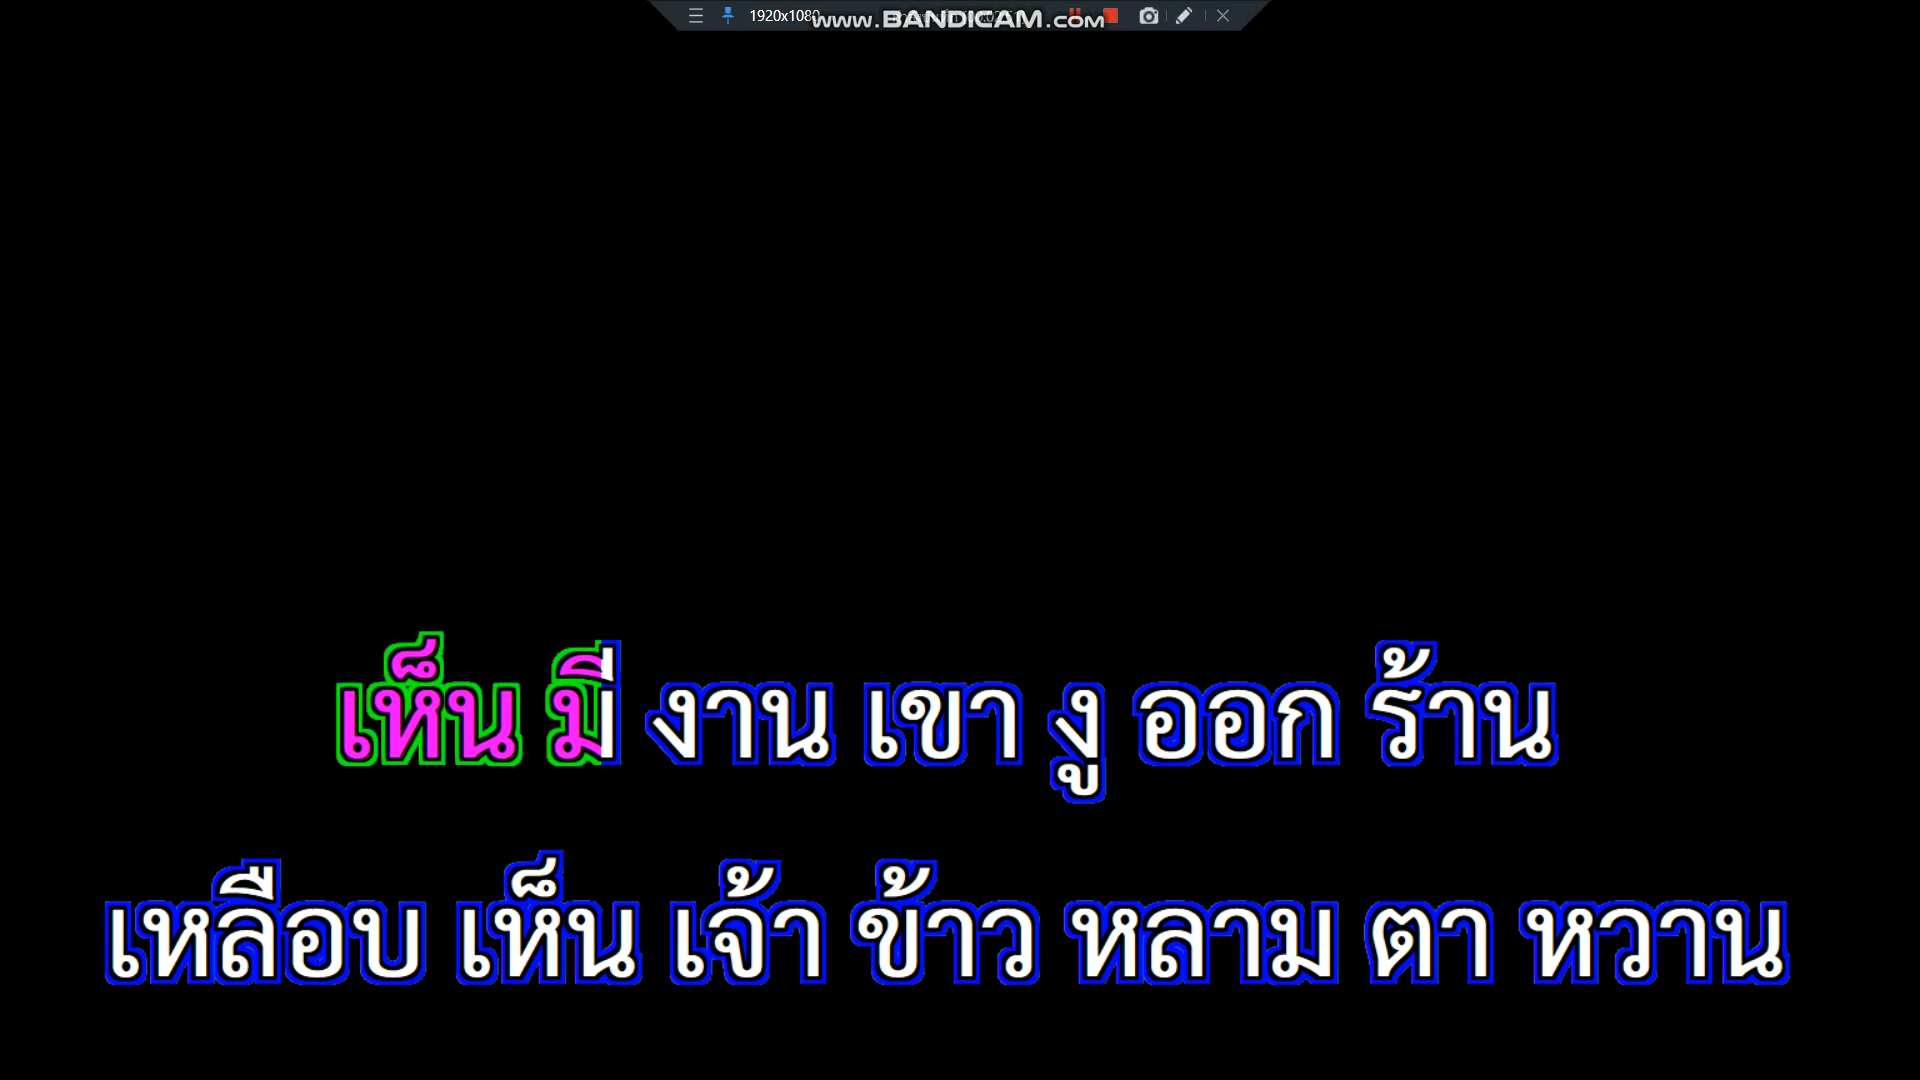 1920x1080
www.BANDICAM.com
เห็น มี งาน เขา งู ออก ร้าน
เหลือบ เห็น เจ้า ข้าว หลาม ตา หวาน